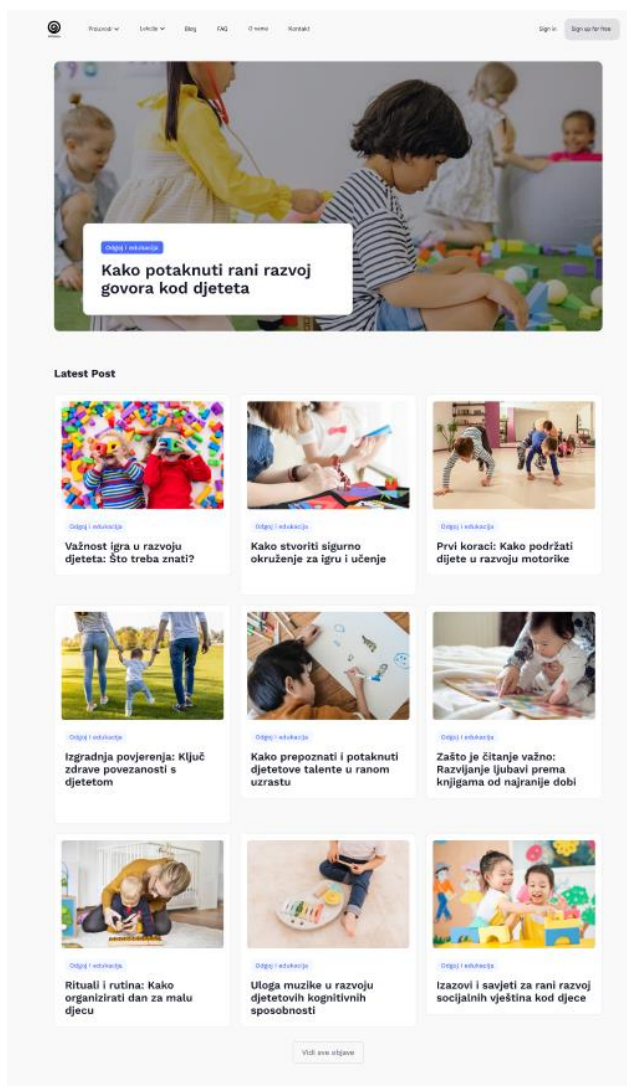 Proizvodi
Lekcije
Blog
FAQ
O nama
Kontakt
Sign in
Sign up for free
Odgoj i edukacija
Kako potaknuti rani razvoj
govora kod djeteta
Latest Post
Odgoj i edukacija
Važnost igra u razvoju
djeteta: Što treba znati?
Odgoj i edukacija
Kako stvoriti sigurno
okruženje za igru i učenje
Odgoj i edukacija
Prvi koraci: Kako podržati
dijete u razvoju motorike
Odgoj i edukacija
Izgradnja povjerenja: Ključ
zdrave povezanosti s
djetetom
Odgoj i edukacija
Kako prepoznati i potaknuti
djetetove talente u ranom
uzrastu
Odgoj i edukacija
Zašto je čitanje važno:
Razvijanje ljubavi prema
knjigama od najranije dobi
Odgoj i edukacija
Rituali i rutina: Kako
organizirati dan za malu
djecu
Odgoj i edukacija
Uloga muzike u razvoju
djetetovih kognitivnih
sposobnosti
Odgoj i edukacija
Izazovi i savjeti za rani razvoj
socijalnih vještina kod djece
Vidi sve objave